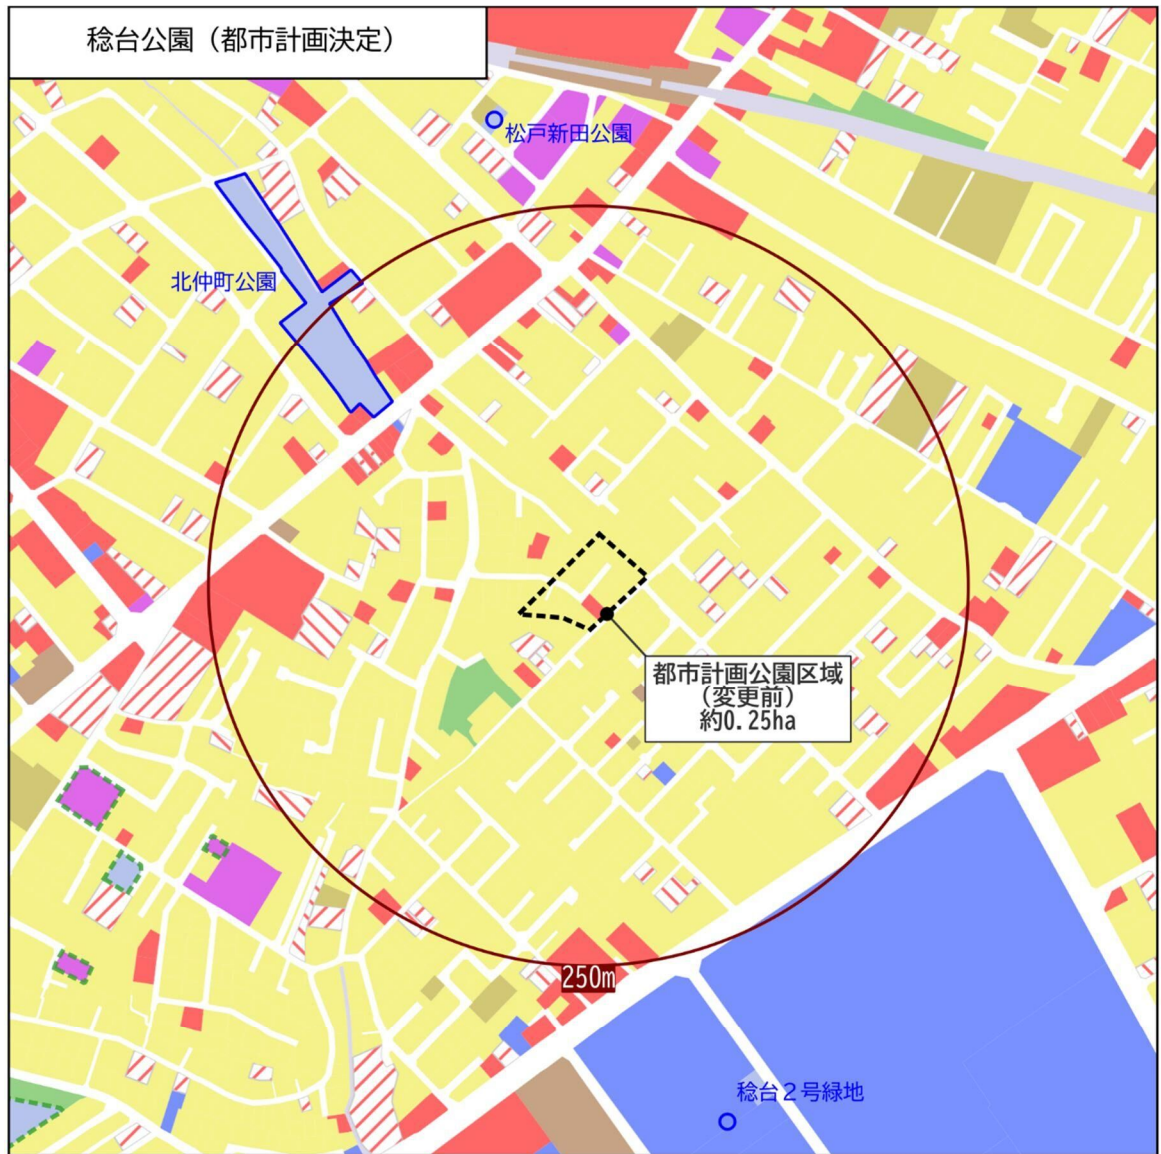 稔台公園（都市計画決定）
松戸新田公園
北仲町公園
都市計画公園区域
（変更前）
約0.25ha
250m
稔台２号緑地